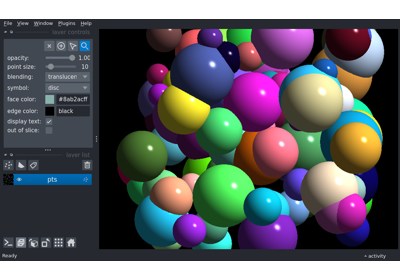 File View Window Plugins Help
layer controls
opacity: 1.00
point size: 10
blending: translucen
symbol: disc
face color: #8ab2acff
edge color: black
display text:
out of slice:
layer list
pts
Ready activity